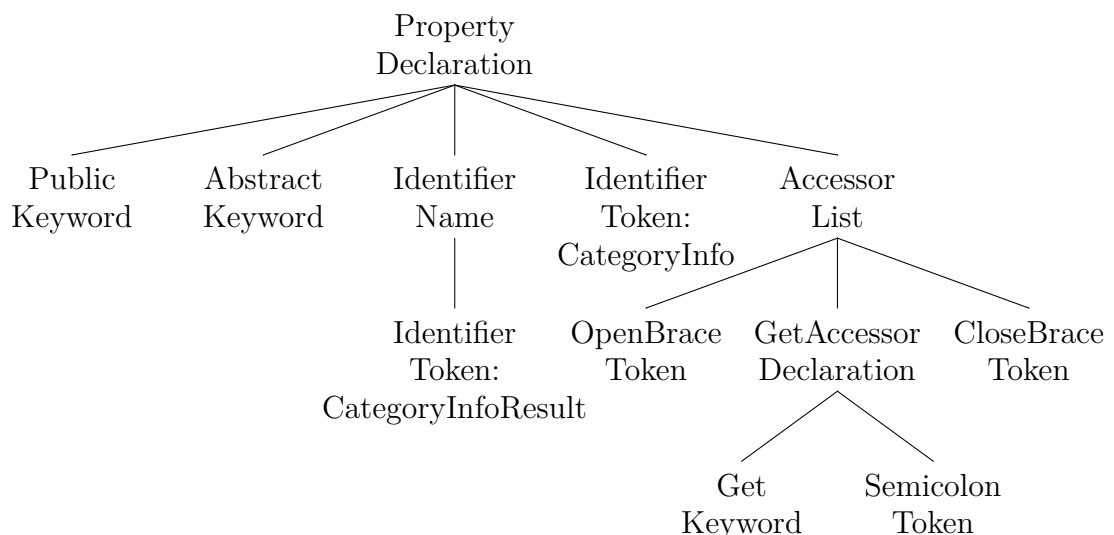 Property
Declaration
Public
Keyword
Abstract
Keyword
Identifier
Name
Identifier
Token:
CategoryInfo
Accessor
List
Identifier
Token:
CategoryInfoResult
OpenBrace
Token
GetAccessor
Declaration
CloseBrace
Token
Get
Keyword
Semicolon
Token